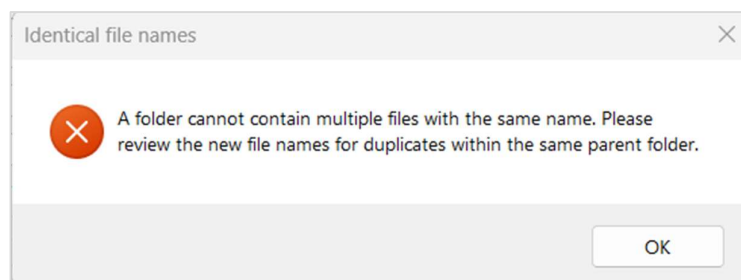 Identical file names
A folder cannot contain multiple files with the same name. Please
review the new file names for duplicates within the same parent folder.
OK